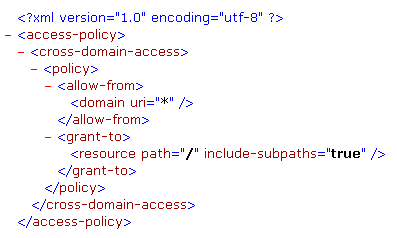 <?xml version="1.0" encoding="utf-8" ?>
- <access-policy>
- <cross-domain-access>
- <policy>
- <allow-from>
<domain uri="*" />
</allow-from>
- <grant-to>
<resource path="/" include-subpaths="true" />
</grant-to>
</policy>
</cross-domain-access>
</access-policy>